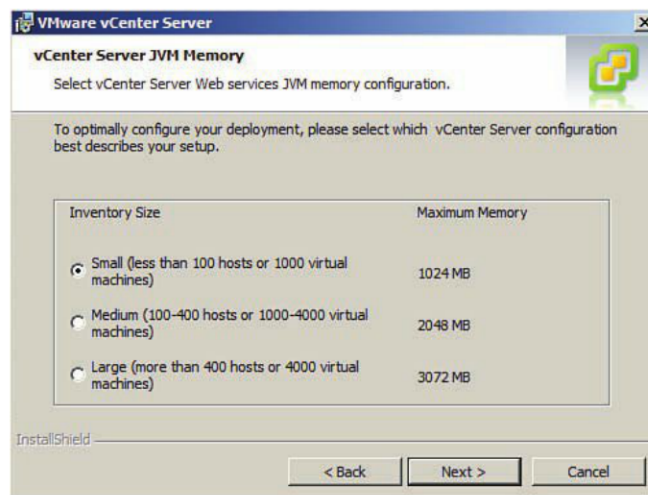 VMware vCenter Server
vCenter Server JVM Memory
Select vCenter Server Web services JVM memory configuration.
To optimally configure your deployment, please select which vCenter Server configuration
best describes your setup.
Inventory Size Maximum Memory
Small (less than 100 hosts or 1000 virtual
machines) 1024 MB
Medium (100-400 hosts or 1000-4000 virtual
machines) 2048 MB
Large (more than 400 hosts or 4000 virtual
machines) 3072 MB
InstallShield
< Back Next > Cancel